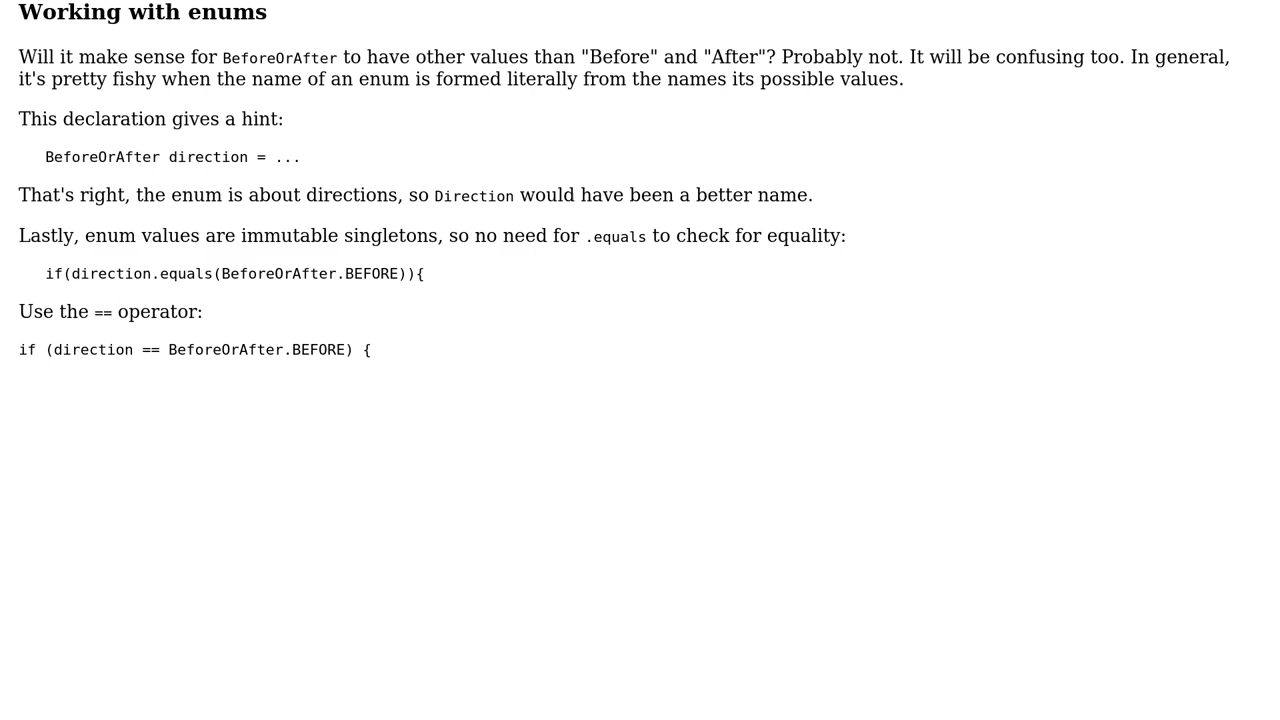 Working with enums
Will it make sense for BeforeOrAfter to have other values than "Before" and "After"? Probably not. It will be confusing too. In general,
it's pretty fishy when the name of an enum is formed literally from the names its possible values.
This declaration gives a hint:
BeforeOrAfter direction = ...
That's right, the enum is about directions, so Direction would have been a better name.
Lastly, enum values are immutable singletons, so no need for .equals to check for equality:
if(direction.equals(BeforeOrAfter.BEFORE)){
Use the == operator:
if (direction == BeforeOrAfter.BEFORE) {